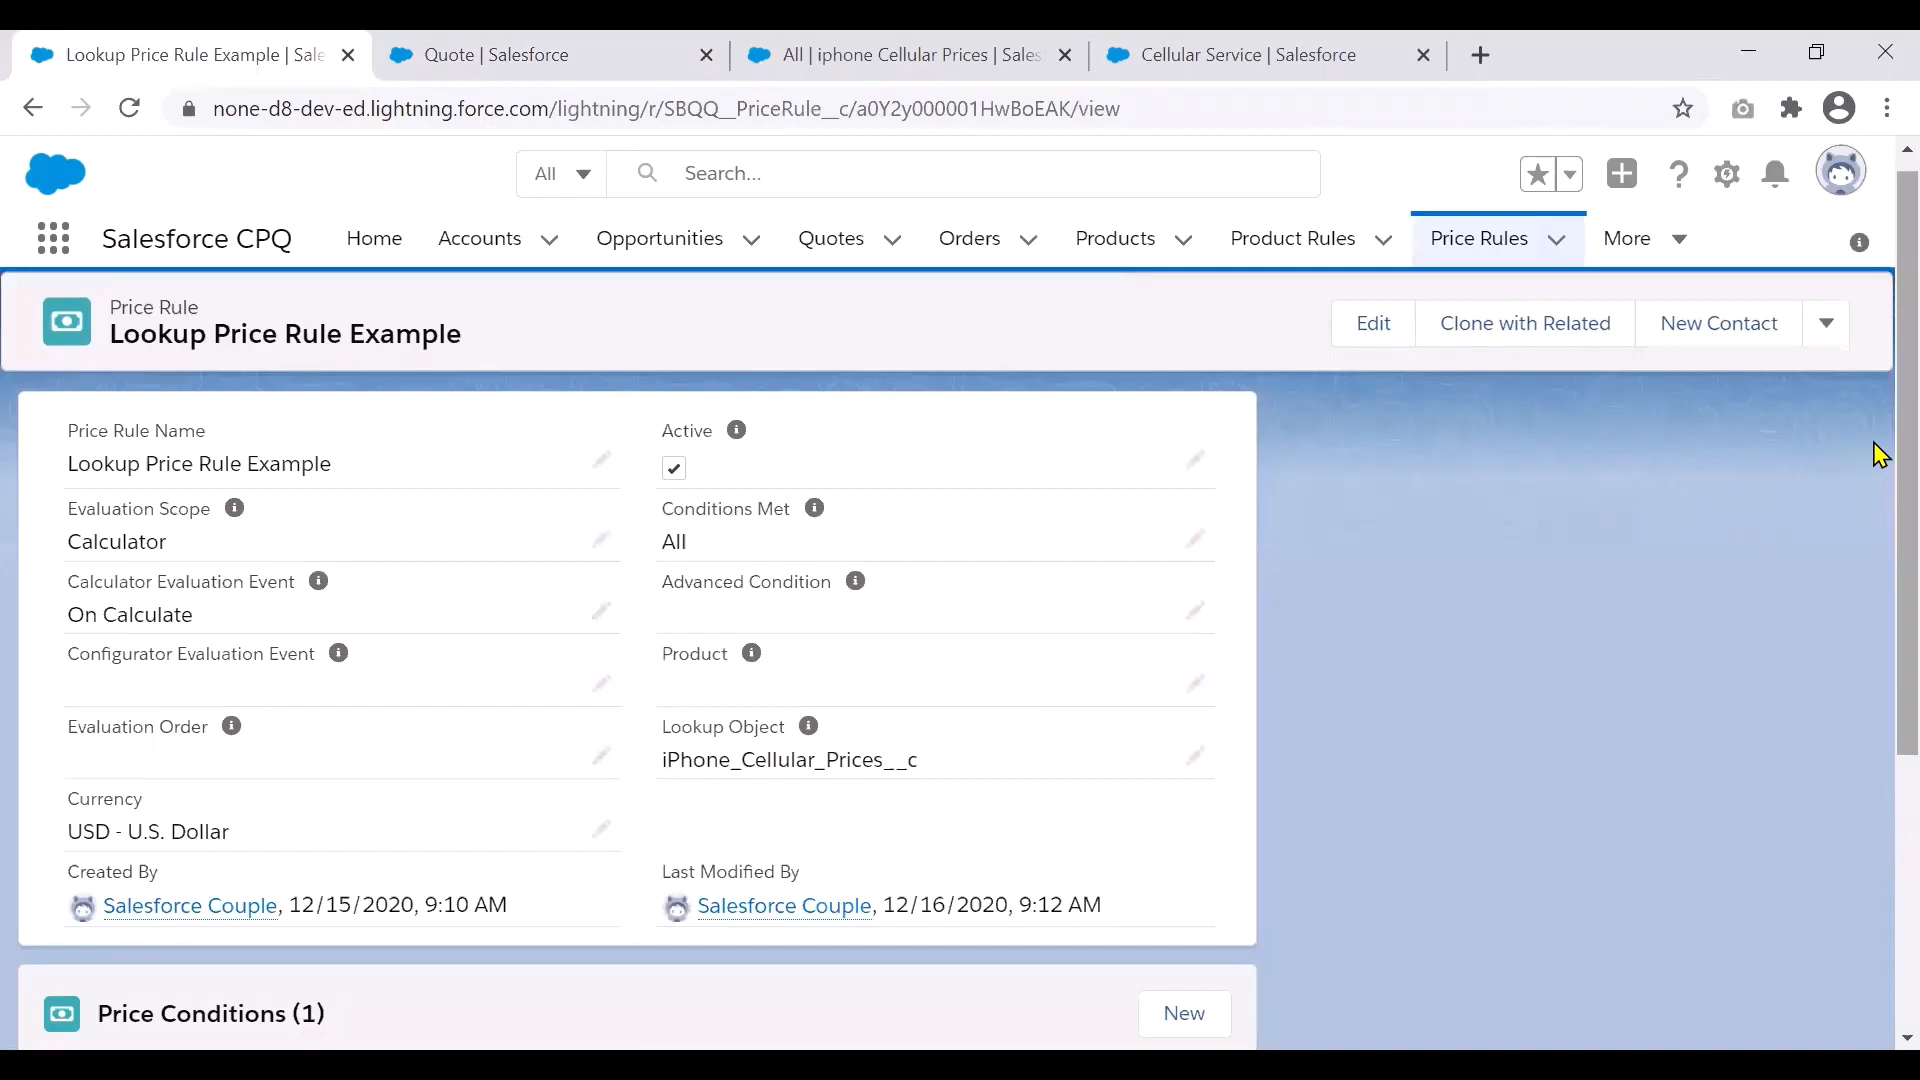 Lookup Price Rule Example | Sale
Quote | Salesforce
All | iphone Cellular Prices | Sales
Cellular Service | Salesforce
none-d8-dev-ed.lightning.force.com/lightning/r/SBQQ__PriceRule__c/a0Y2y000001HwBoEAK/view
All
Search...
Salesforce CPQ
Home
Accounts
Opportunities
Quotes
Orders
Products
Product Rules
Price Rules
More
Price Rule
Lookup Price Rule Example
Edit
Clone with Related
New Contact
Price Rule Name
Lookup Price Rule Example
Active
Evaluation Scope
Calculator
Conditions Met
All
Calculator Evaluation Event
On Calculate
Advanced Condition
Configurator Evaluation Event
Product
Evaluation Order
Lookup Object
iPhone_Cellular_Prices__c
Currency
USD - U.S. Dollar
Created By
Salesforce Couple, 12/15/2020, 9:10 AM
Last Modified By
Salesforce Couple, 12/16/2020, 9:12 AM
Price Conditions (1)
New